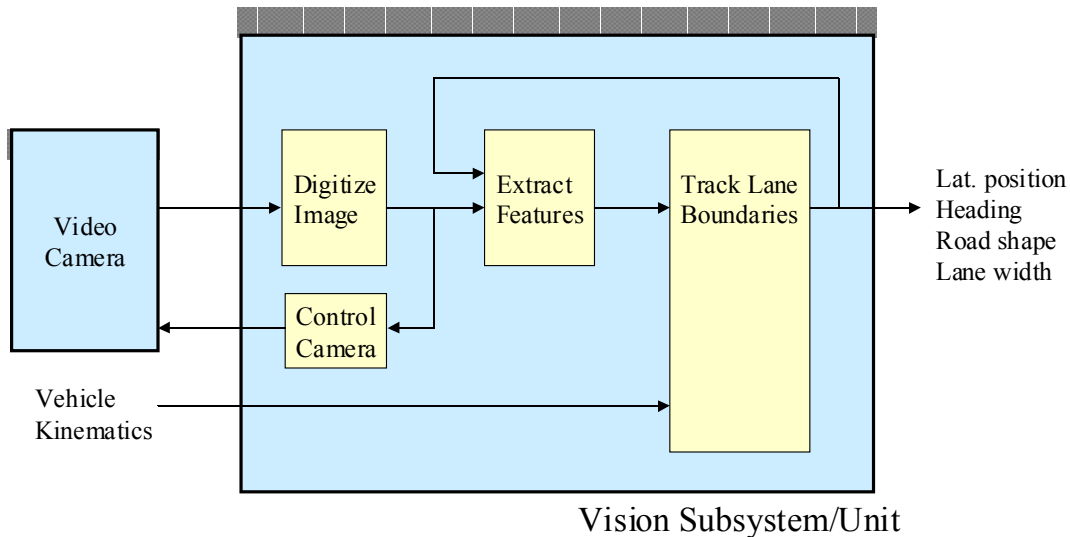 Video
Camera
Digitize
Image
Extract
Features
Track Lane
Boundaries
Control
Camera
Vehicle
Kinematics
Lat. position
Heading
Road shape
Lane width
Vision Subsystem/Unit